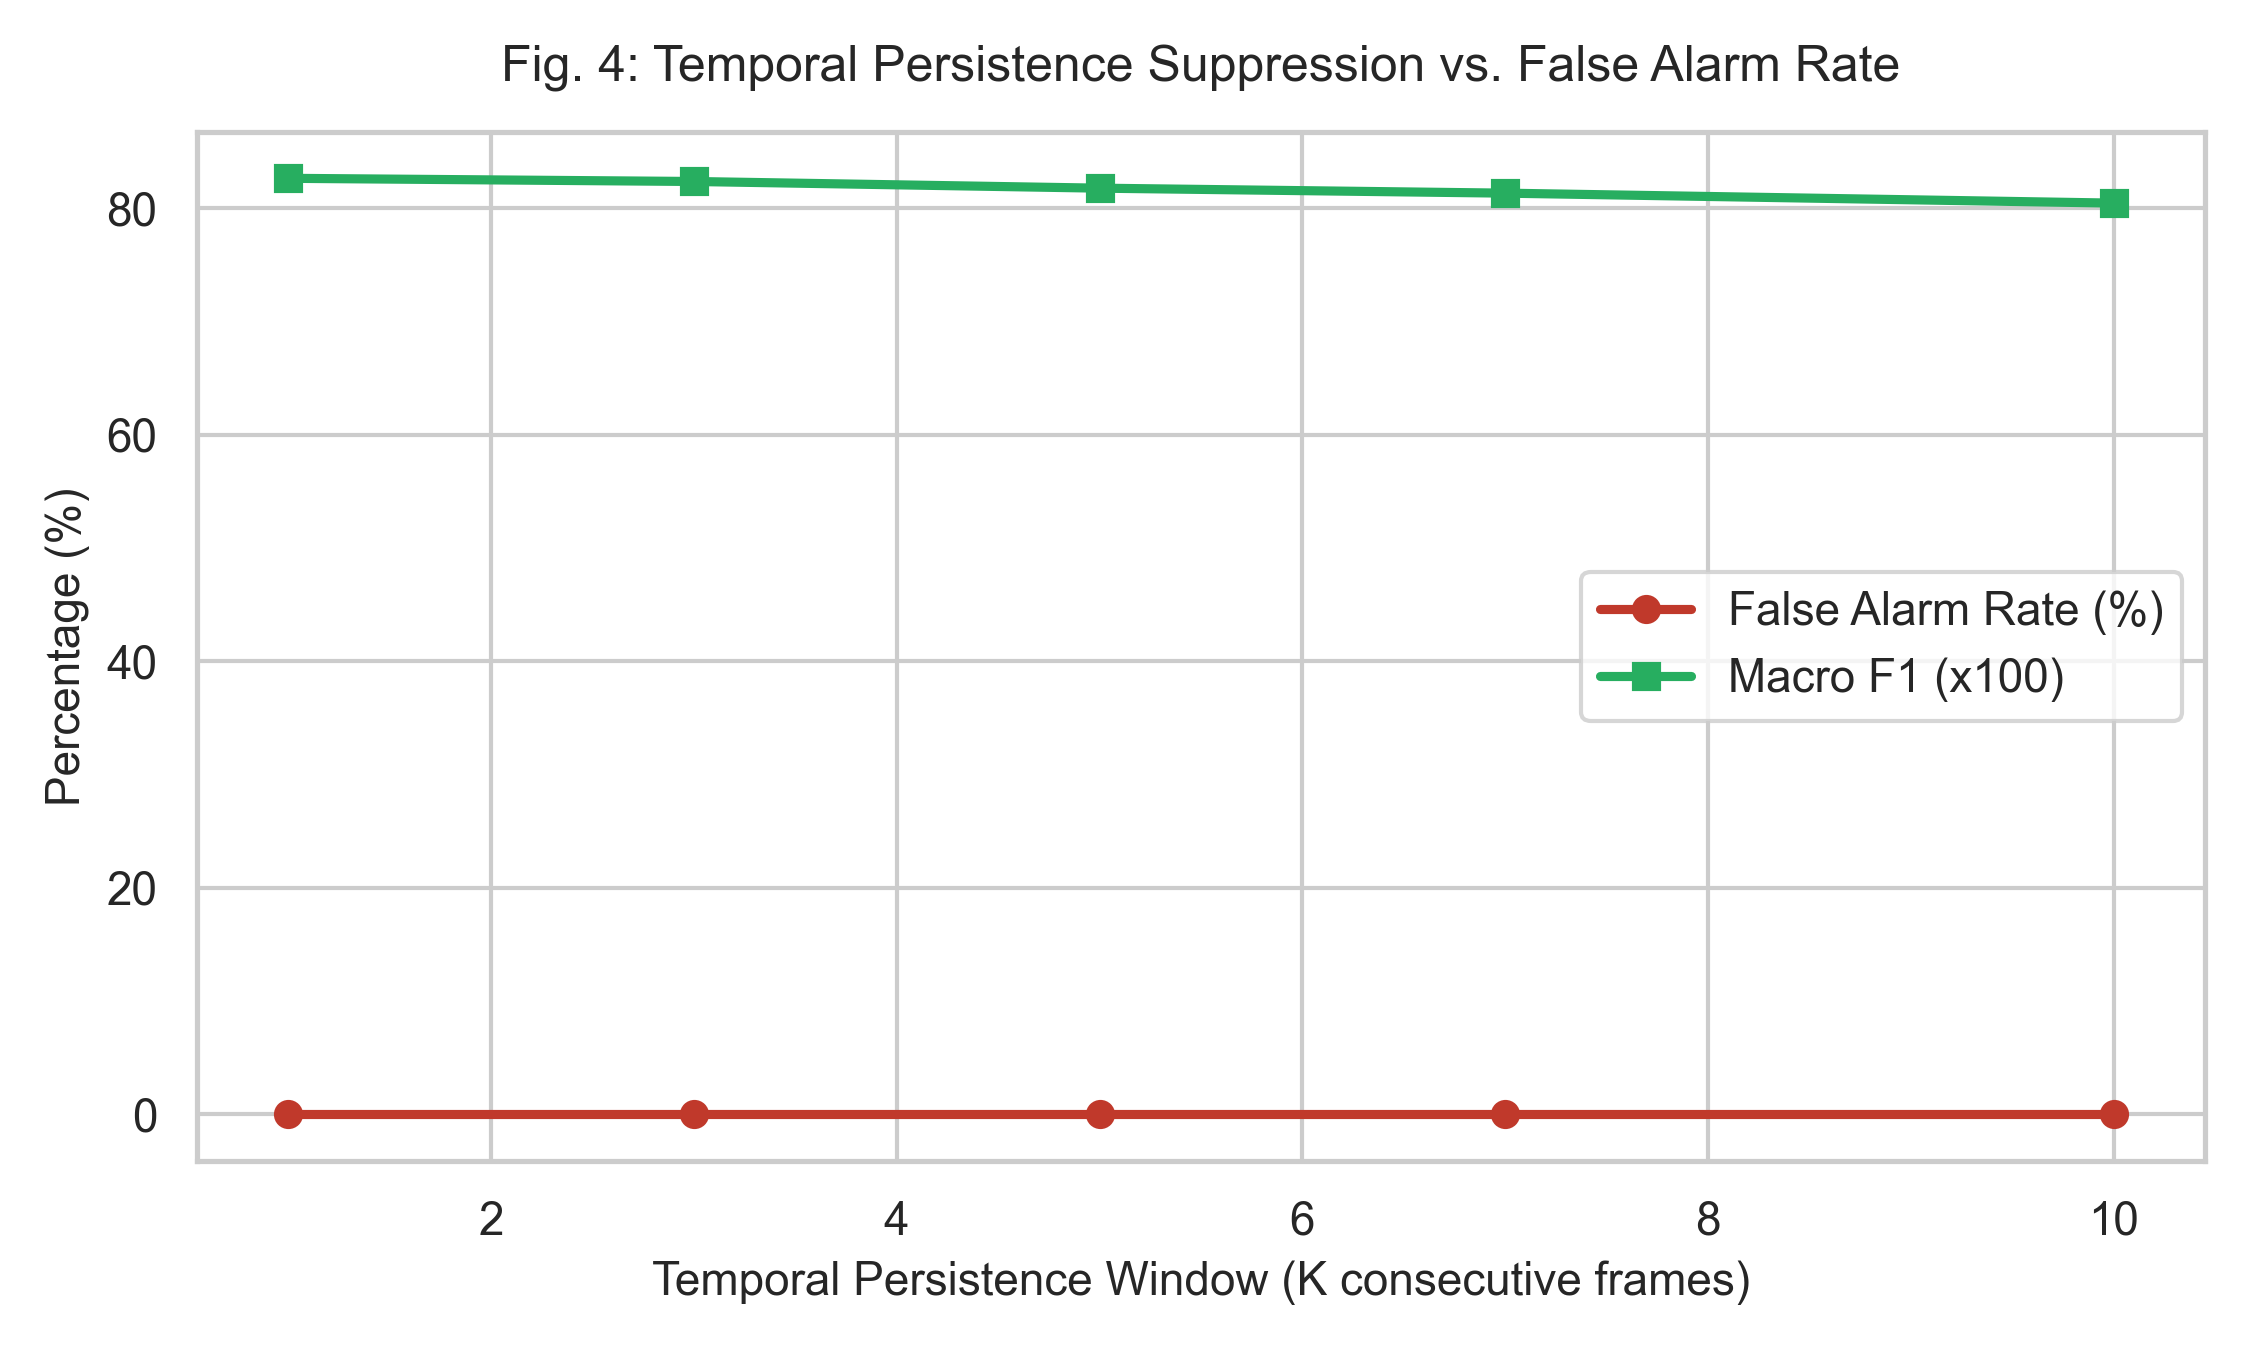 Fig. 4: Temporal Persistence Suppression vs. False Alarm Rate
80
60
40
20
0
Percentage (%)
False Alarm Rate (%)
Macro F1 (x100)
2 4 6 8 10
Temporal Persistence Window (K consecutive frames)